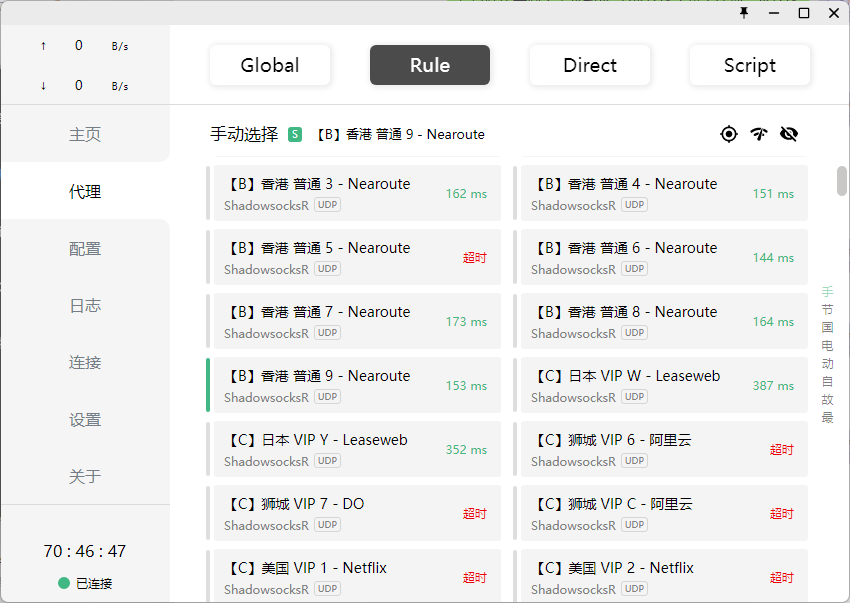 ↑ 0 B/s
↓ 0 B/s
Global Rule Direct Script
主页
代理
配置
日志
连接
设置
关于
70 : 46 : 47
已连接
手动选择 S 【B】香港 普通 9 - Nearoute
【B】香港 普通 3 - Nearoute
ShadowsocksR UDP
162 ms
【B】香港 普通 4 - Nearoute
ShadowsocksR UDP
151 ms
【B】香港 普通 5 - Nearoute
ShadowsocksR UDP
超时
【B】香港 普通 6 - Nearoute
ShadowsocksR UDP
144 ms
【B】香港 普通 7 - Nearoute
ShadowsocksR UDP
173 ms
【B】香港 普通 8 - Nearoute
ShadowsocksR UDP
164 ms
【B】香港 普通 9 - Nearoute
ShadowsocksR UDP
153 ms
【C】日本 VIP W - Leaseweb
ShadowsocksR UDP
387 ms
【C】日本 VIP Y - Leaseweb
ShadowsocksR UDP
352 ms
【C】狮城 VIP 6 - 阿里云
ShadowsocksR UDP
超时
【C】狮城 VIP 7 - DO
ShadowsocksR UDP
超时
【C】狮城 VIP C - 阿里云
ShadowsocksR UDP
超时
【C】美国 VIP 1 - Netflix
ShadowsocksR UDP
超时
【C】美国 VIP 2 - Netflix
ShadowsocksR UDP
超时
手
节
国
电
动
自
故
最